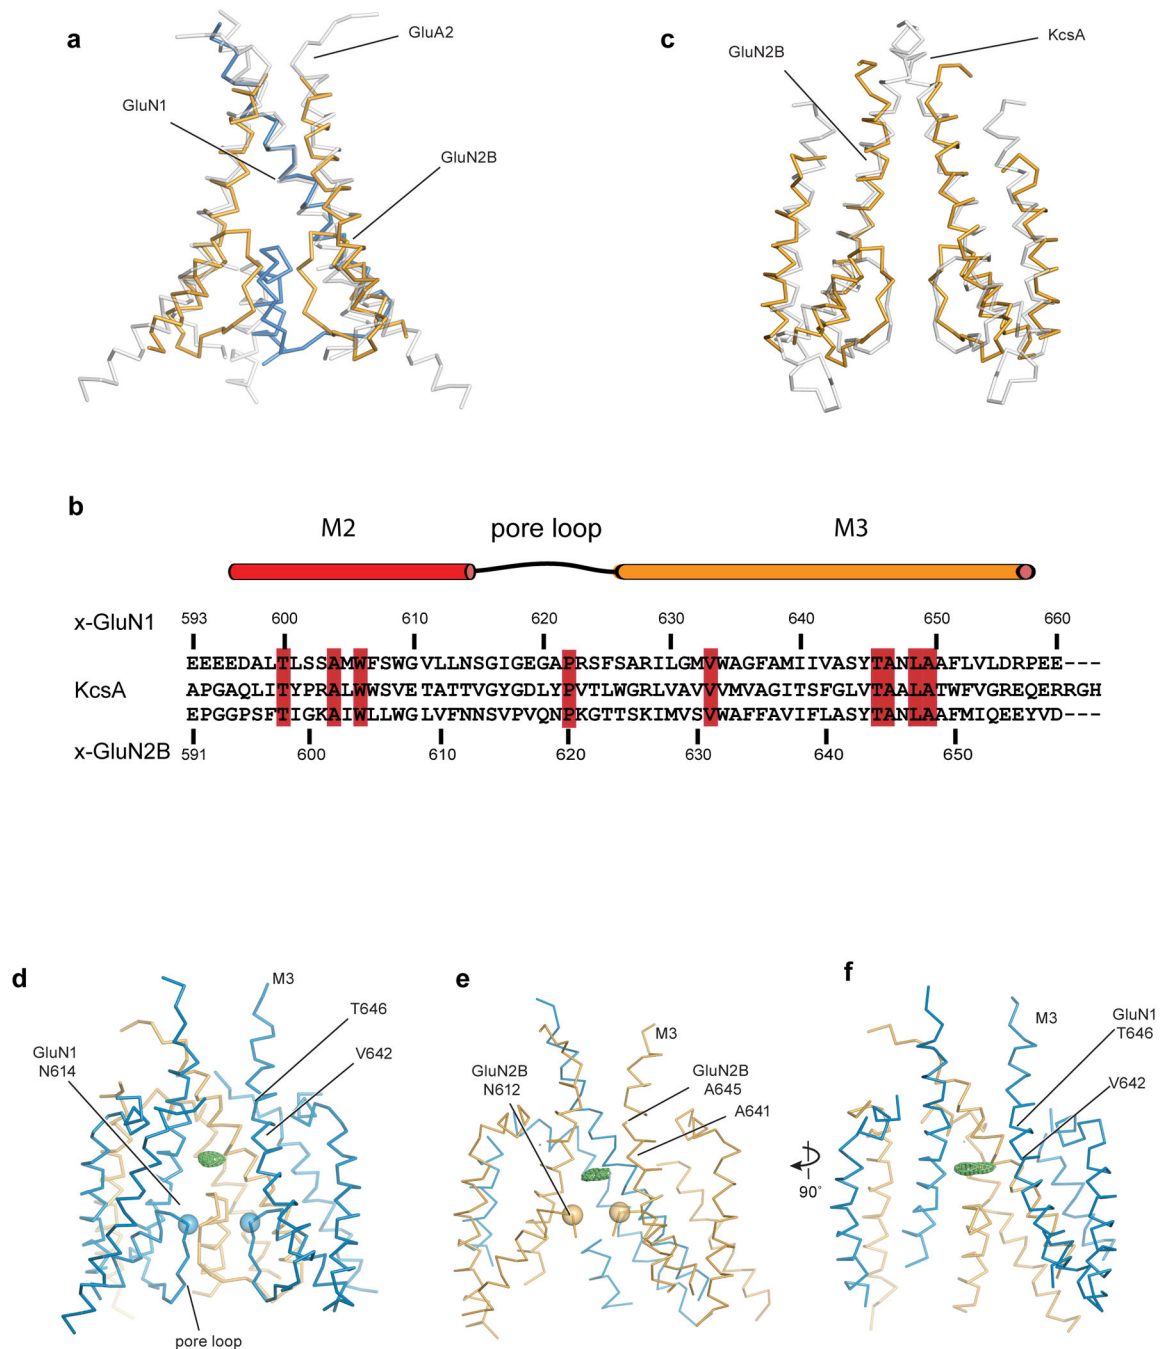 a
GluA2
GluN1
GluN2B
c
KcsA
GluN2B
b
M2 pore loop M3
x-GluN1
593 600 610 620 630 640 650 660
EEEEDALTLSSAMWFSWGVLLNSGIGEGAPRSFSARILGMVWAGFAMIIVASYTANLAAFLVLDRPEE---
KcsA APGAQLITYPRALWWSVETATTVGYGDLYPVTLWGRLVAVVVMVAGITSFGLVTAALATWFVGREQERRGH
EPGGPSFTIGKAIWLLWGLVFNNSVPVQNPKGTTSKIMVSVWAFFAVIFLASYTANLAAFMIQEEYVD----
x-GluN2B
591 600 610 620 630 640 650
d
M3
T646
V642
GluN1
N614
pore loop
e
M3
GluN2B
N612
GluN2B
A645
A641
90°
f
M3
GluN1
T646
V642